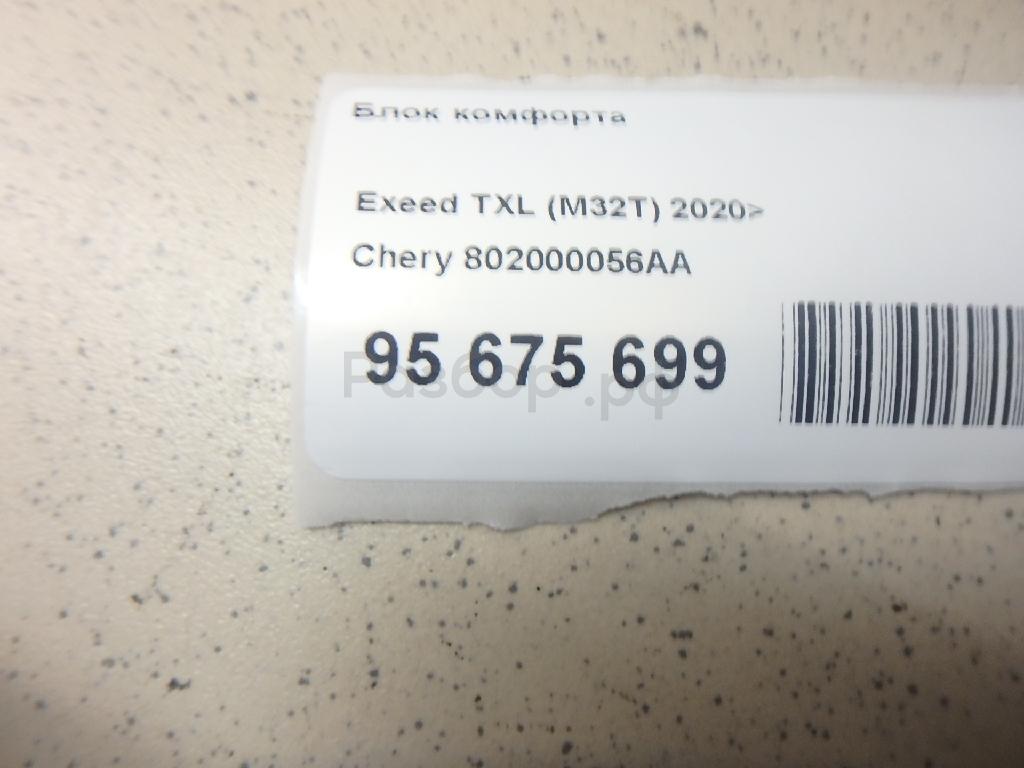 Блок комфорта
Exeed TXL (M32T) 2020>
Chery 802000056AA
95 675 699
Разбор.рф